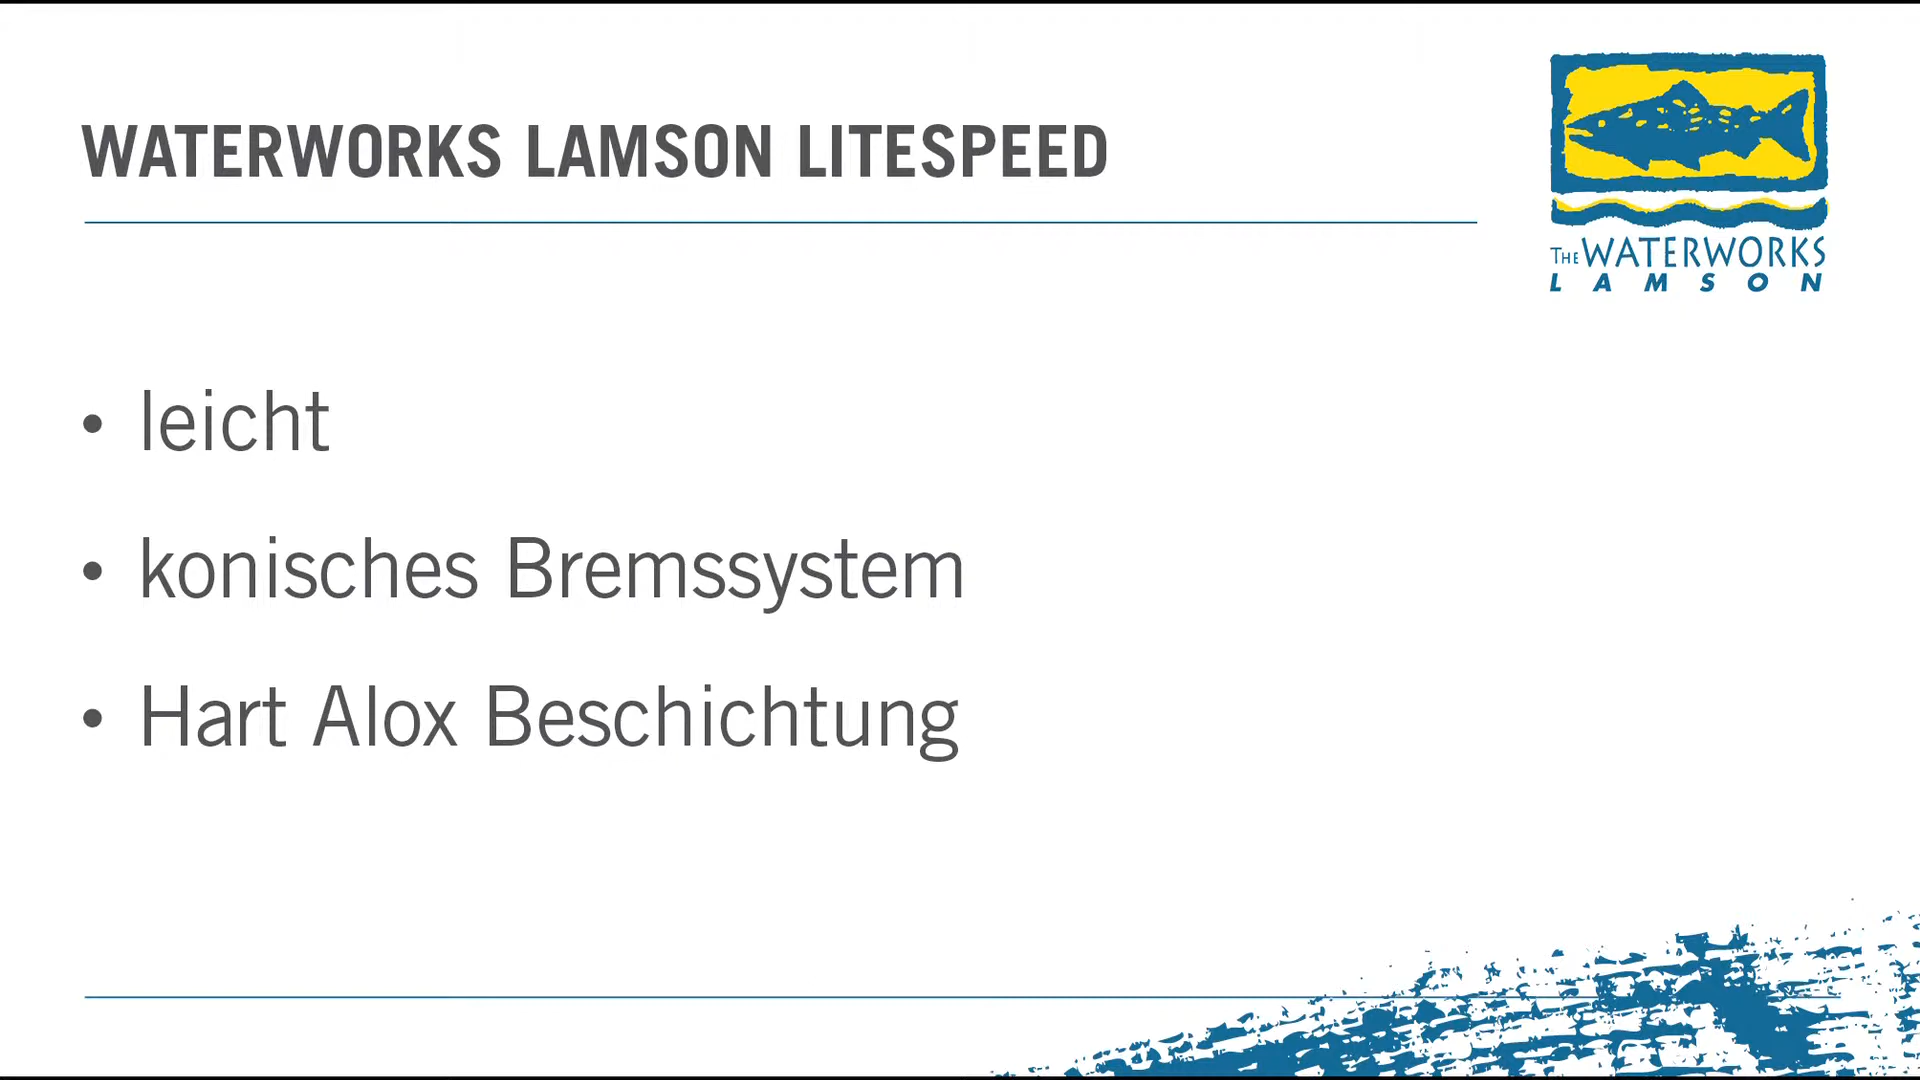 WATERWORKS LAMSON LITESPEED
The WATERWORKS
LAMSON
• leicht
• konisches Bremssystem
• Hart Alox Beschichtung